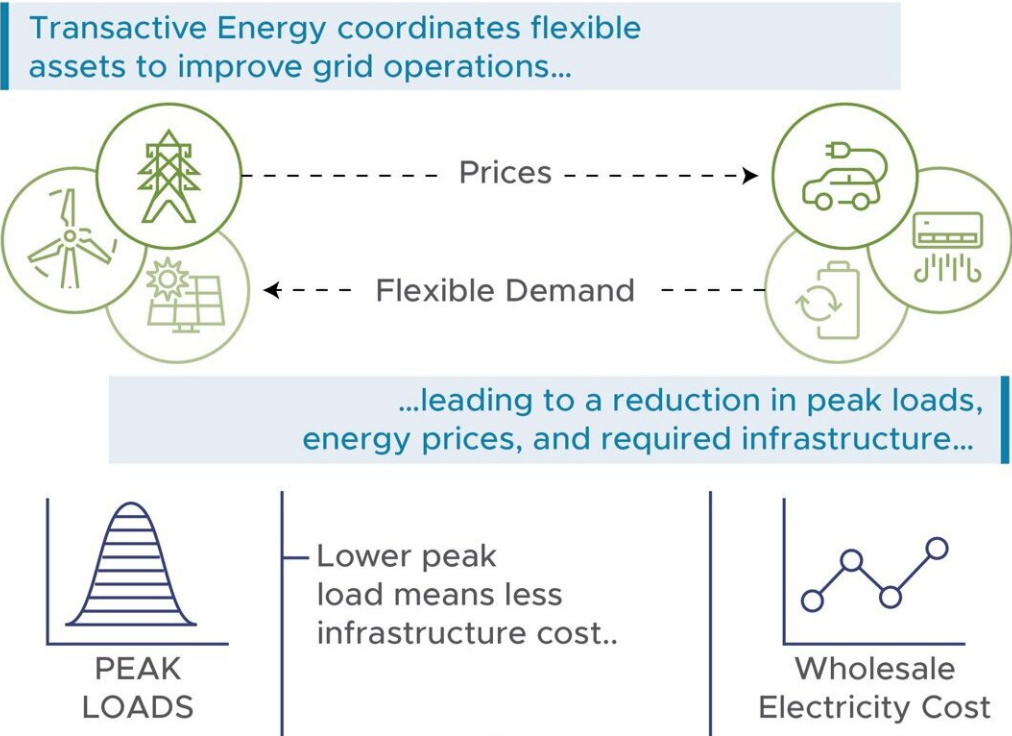 Transactive Energy coordinates flexible
assets to improve grid operations...
Prices
Flexible Demand
...leading to a reduction in peak loads,
energy prices, and required infrastructure...
PEAK
LOADS
Lower peak
load means less
infrastructure cost..
Wholesale
Electricity Cost